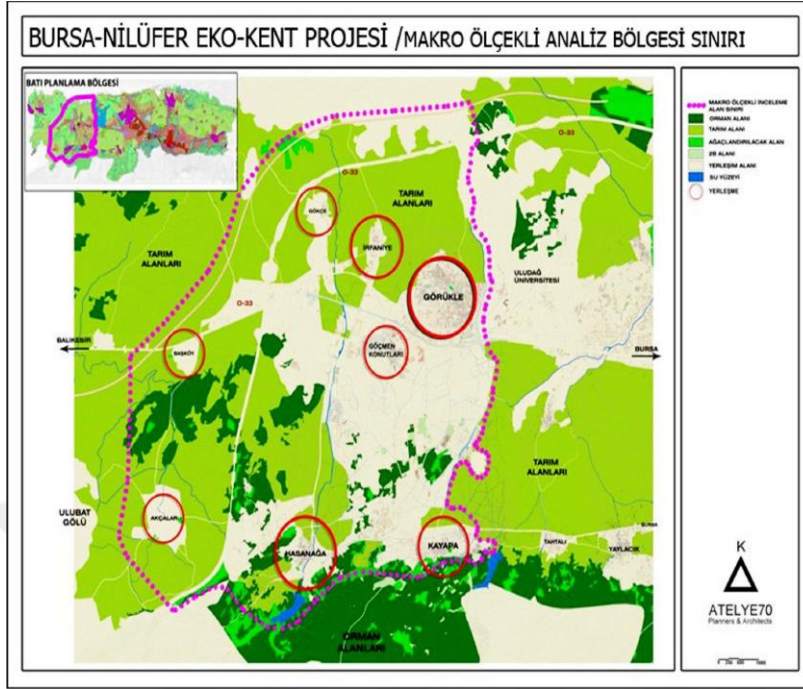 BURSA-NİLÜFER EKO-KENT PROJESİ / MAKRO ÖLÇEKLİ ANALİZ BÖLGESİ SINIRI
BATI PLANLAMA BÖLGESİ
MAKRO ÖLÇEKLİ İNCELEME
ALAN SINIRI
ORMAN ALANI
TARIM ALANI
AĞAÇLANDIRILACAK ALAN
2B ALANI
YERLEŞİM ALANI
SU YÜZEYİ
YERLEŞME
O-33
O-33
TARIM
ALANLARI
GÖKÇE
İRFANİYE
TARIM
ALANLARI
ULUDAĞ
ÜNİVERSİTESİ
GÖRÜKLE
O-33
BALIKESİR
BAŞKÖY
GÖÇMEN
KONUTLARI
BURSA
TARIM
ALANLARI
ULUBAT
GÖLÜ
AKÇALAR
HASANAĞA
KAYAPA
TAHTALI
YAYLACIK
BURSA
ORMAN
ALANLARI
K
ATELYE70
Planners & Architects